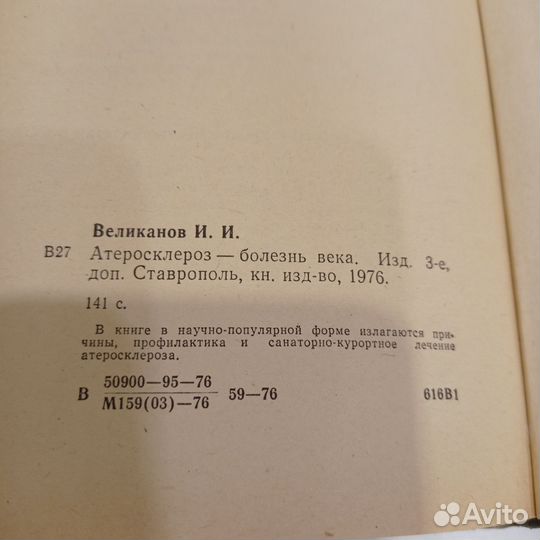 Великанов И. И.
В27 Атеросклероз — болезнь века. Изд. 3-е,
доп. Ставрополь, кн. изд-во, 1976.
141 с.
В книге в научно-популярной форме излагаются при-
чины, профилактика и санаторно-курортное лечение
атеросклероза.
50900—95—76
В ——— 59—76 616В1
М159(03)—76
Avito